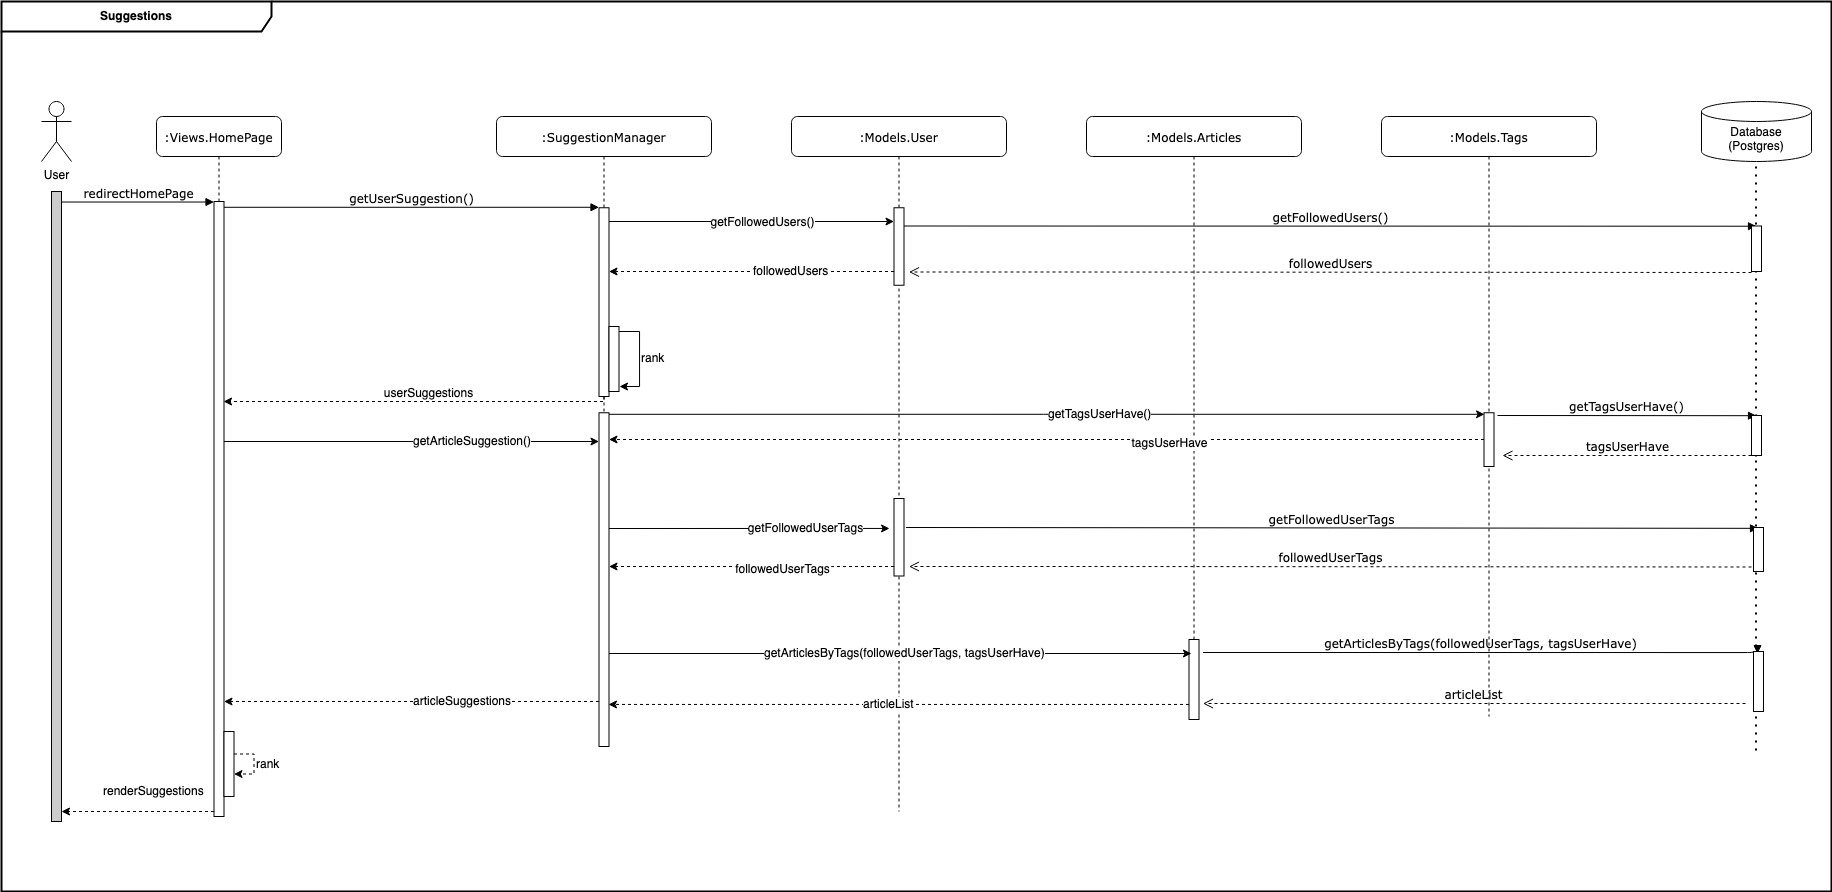 Suggestions
User
:Views.HomePage
:SuggestionManager
:Models.User
:Models.Articles
:Models.Tags
Database
(Postgres)
redirectHomePage
getUserSuggestion()
getFollowedUsers()
getFollowedUsers()
followedUsers
followedUsers
rank
userSuggestions
getTagsUserHave()
getTagsUserHave()
getArticleSuggestion()
tagsUserHave
tagsUserHave
getFollowedUserTags
getFollowedUserTags
followedUserTags
followedUserTags
getArticlesByTags(followedUserTags, tagsUserHave)
getArticlesByTags(followedUserTags, tagsUserHave)
articleSuggestions
articleList
articleList
rank
renderSuggestions